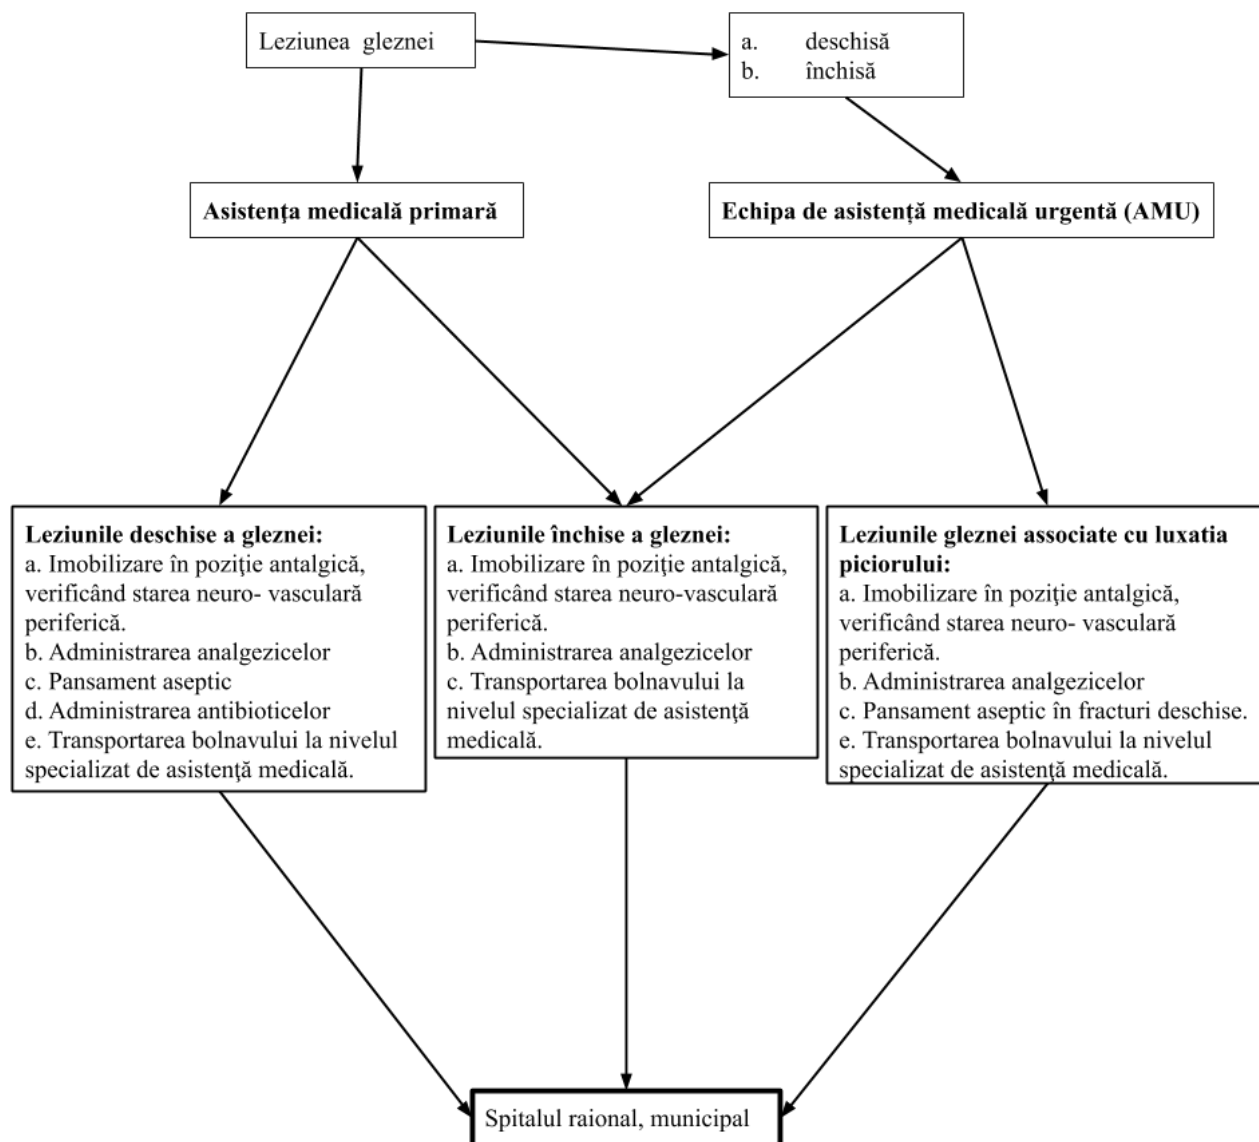 Leziunea gleznei
a. deschisă
b. închisă
Asistenţa medicală primară
Echipa de asistență medicală urgentă (AMU)
Leziunile deschise a gleznei:
a. Imobilizare în poziţie antalgică,
verificând starea neuro- vasculară
periferică.
b. Administrarea analgezicelor
c. Pansament aseptic
d. Administrarea antibioticelor
e. Transportarea bolnavului la nivelul
specializat de asistenţă medicală.
Leziunile închise a gleznei:
a. Imobilizare în poziţie antalgică,
verificând starea neuro-vasculară
periferică.
b. Administrarea analgezicelor
c. Transportarea bolnavului la
nivelul specializat de asistenţă
medicală.
Leziunile gleznei associate cu luxatia
piciorului:
a. Imobilizare în poziţie antalgică,
verificând starea neuro- vasculară
periferică.
b. Administrarea analgezicelor
c. Pansament aseptic în fracturi deschise.
e. Transportarea bolnavului la nivelul
specializat de asistenţă medicală.
Spitalul raional, municipal